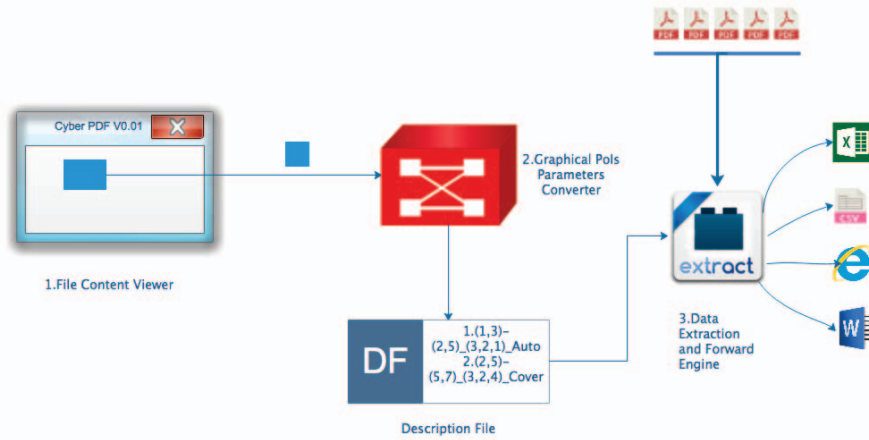 PDF PDF PDF PDF PDF
Cyber PDF V0.01
X
2.Graphical PoIs
Parameters
Converter
CSV
extract
e
W
1.File Content Viewer
3.Data
Extraction
and Forward
Engine
DF
1.(1,3)-
(2,5)_(3,2,1)_Auto
2.(2,5)-
(5,7)_(3,2,4)_Cover
Description File